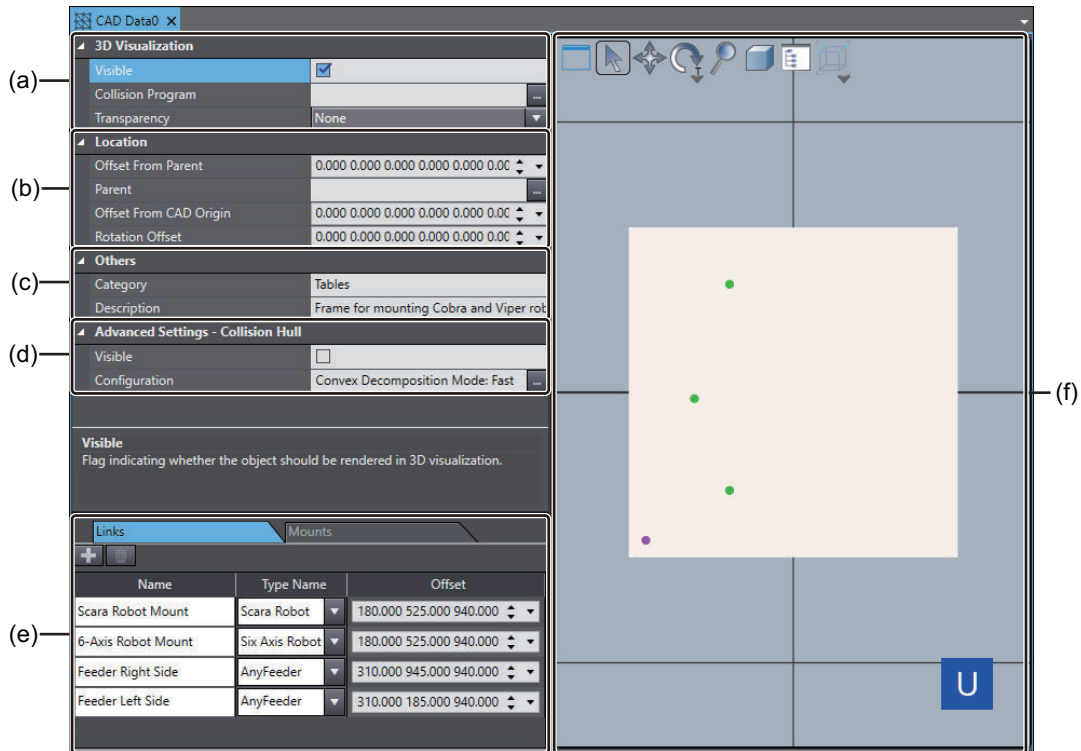 CAD Data0
(a)
3D Visualization
Visible
Collision Program ...
Transparency None
(b)
Location
Offset From Parent 0.000 0.000 0.000 0.000 0.000 0.00
Parent ...
Offset From CAD Origin 0.000 0.000 0.000 0.000 0.000 0.00
Rotation Offset 0.000 0.000 0.000 0.000 0.000 0.00
(c)
Others
Category Tables
Description Frame for mounting Cobra and Viper rob
(d)
Advanced Settings - Collision Hull
Visible
Configuration Convex Decomposition Mode: Fast ...
Visible
Flag indicating whether the object should be rendered in 3D visualization.
(e)
Links Mounts
Name Type Name Offset
Scara Robot Mount Scara Robot 180.000 525.000 940.000
6-Axis Robot Mount Six Axis Robot 180.000 525.000 940.000
Feeder Right Side AnyFeeder 310.000 945.000 940.000
Feeder Left Side AnyFeeder 310.000 185.000 940.000
T
(f)
U